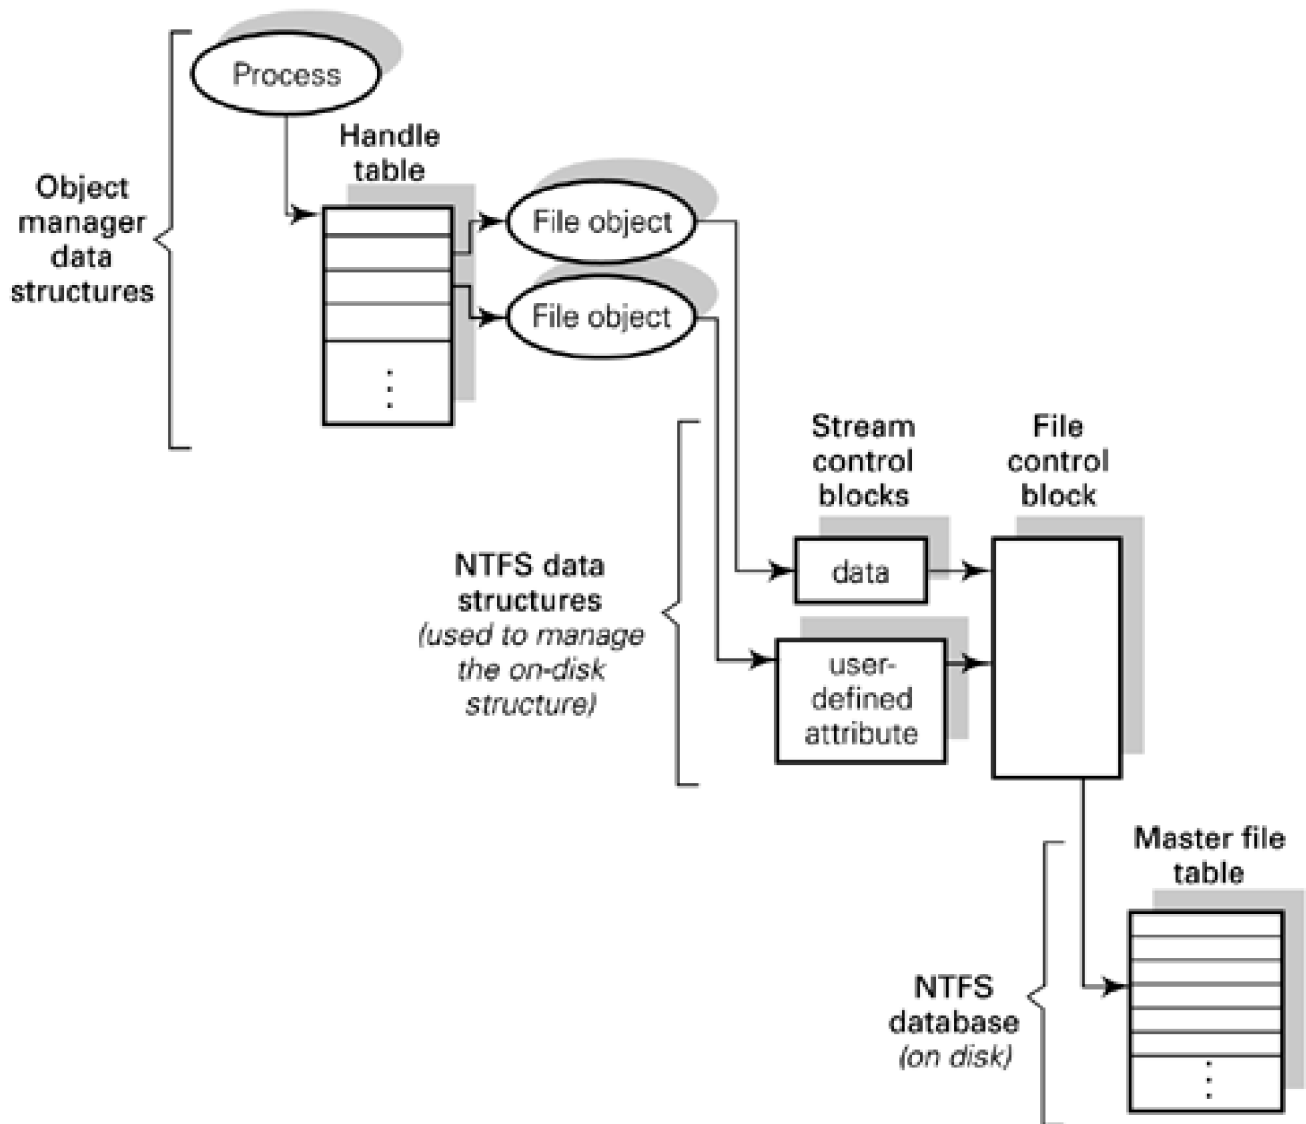 Process
Handle
table
Object
manager
data
structures
File object
File object
Stream
control
blocks
File
control
block
NTFS data
structures
(used to manage
the on-disk
structure)
data
user-
defined
attribute
Master file
table
NTFS
database
(on disk)